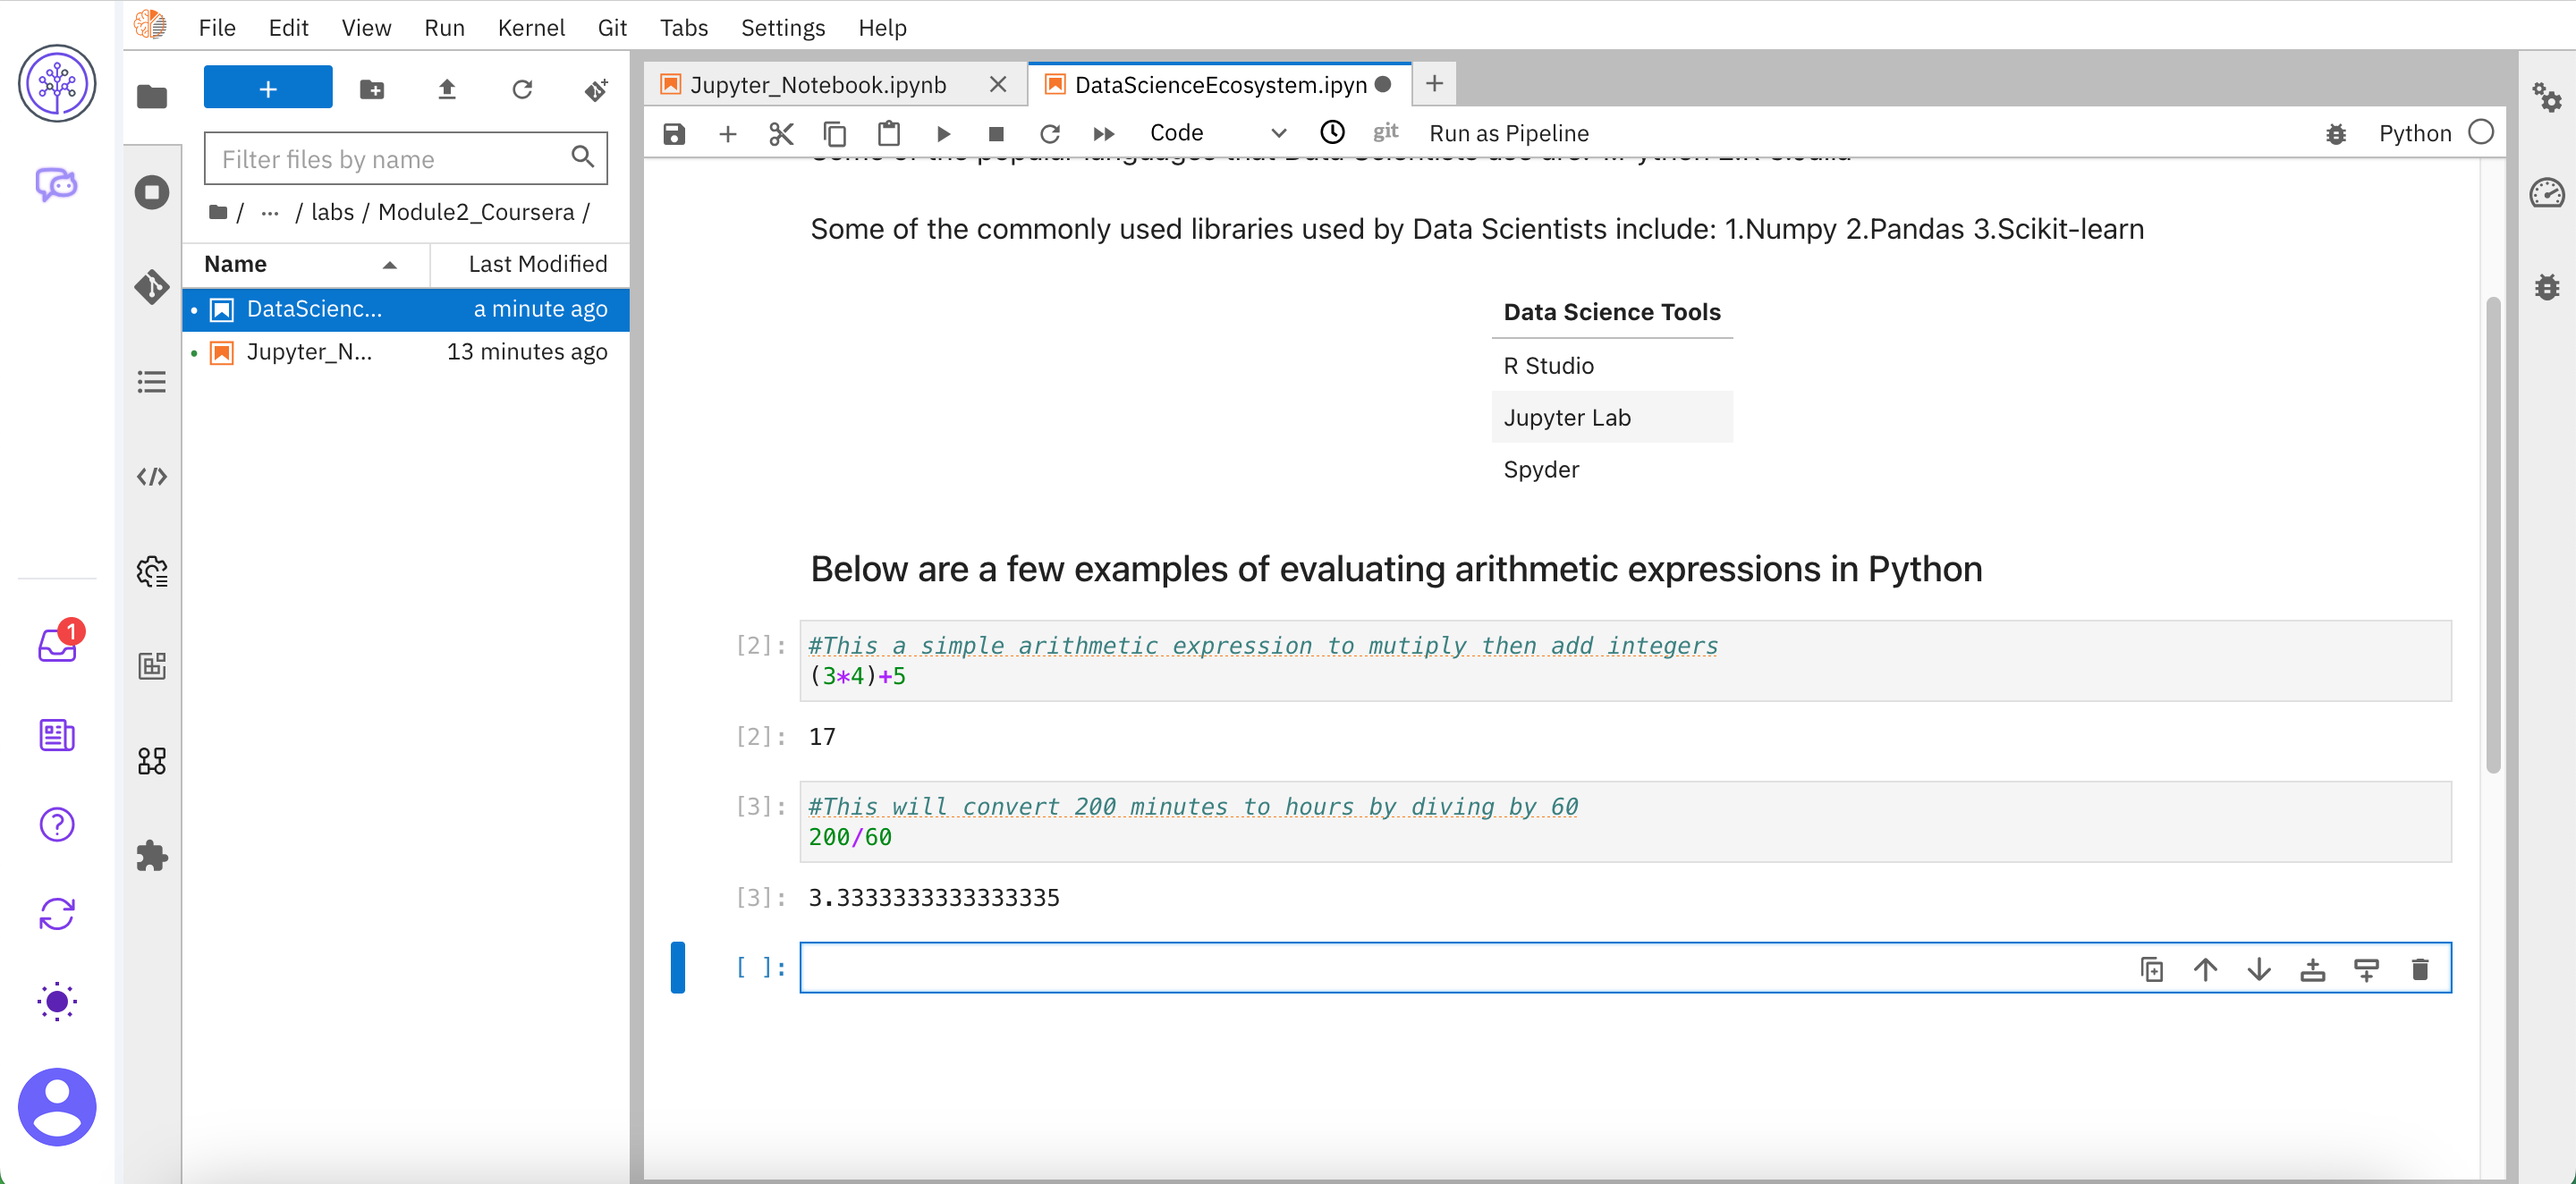 File Edit View Run Kernel Git Tabs Settings Help
+
Filter files by name
/ ... / labs / Module2_Coursera /
Name Last Modified
DataScienc... a minute ago
Jupyter_N... 13 minutes ago
1
Jupyter_Notebook.ipynb
DataScienceEcosystem.ipyn
Code git Run as Pipeline Python
Some of the commonly used libraries used by Data Scientists include: 1.Numpy 2.Pandas 3.Scikit-learn
Data Science Tools
R Studio
Jupyter Lab
Spyder
Below are a few examples of evaluating arithmetic expressions in Python
[2]: #This a simple arithmetic expression to mutiply then add integers
(3*4)+5
[2]: 17
[3]: #This will convert 200 minutes to hours by diving by 60
200/60
[3]: 3.3333333333333335
[ ]: